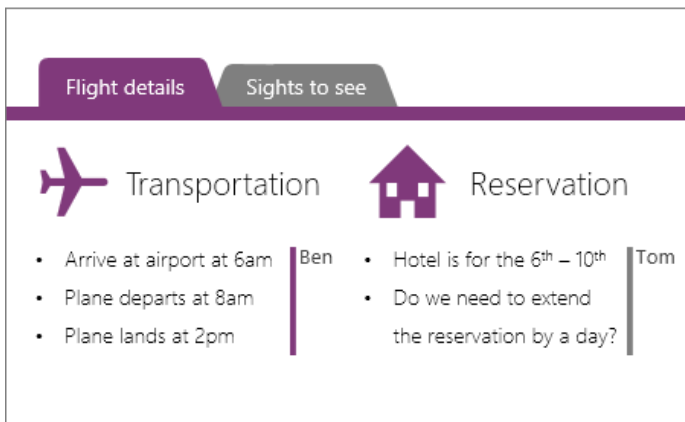 Flight details
Sights to see
Transportation
• Arrive at airport at 6am
• Plane departs at 8am
• Plane lands at 2pm
Ben
Reservation
• Hotel is for the 6th – 10th
• Do we need to extend
the reservation by a day?
Tom